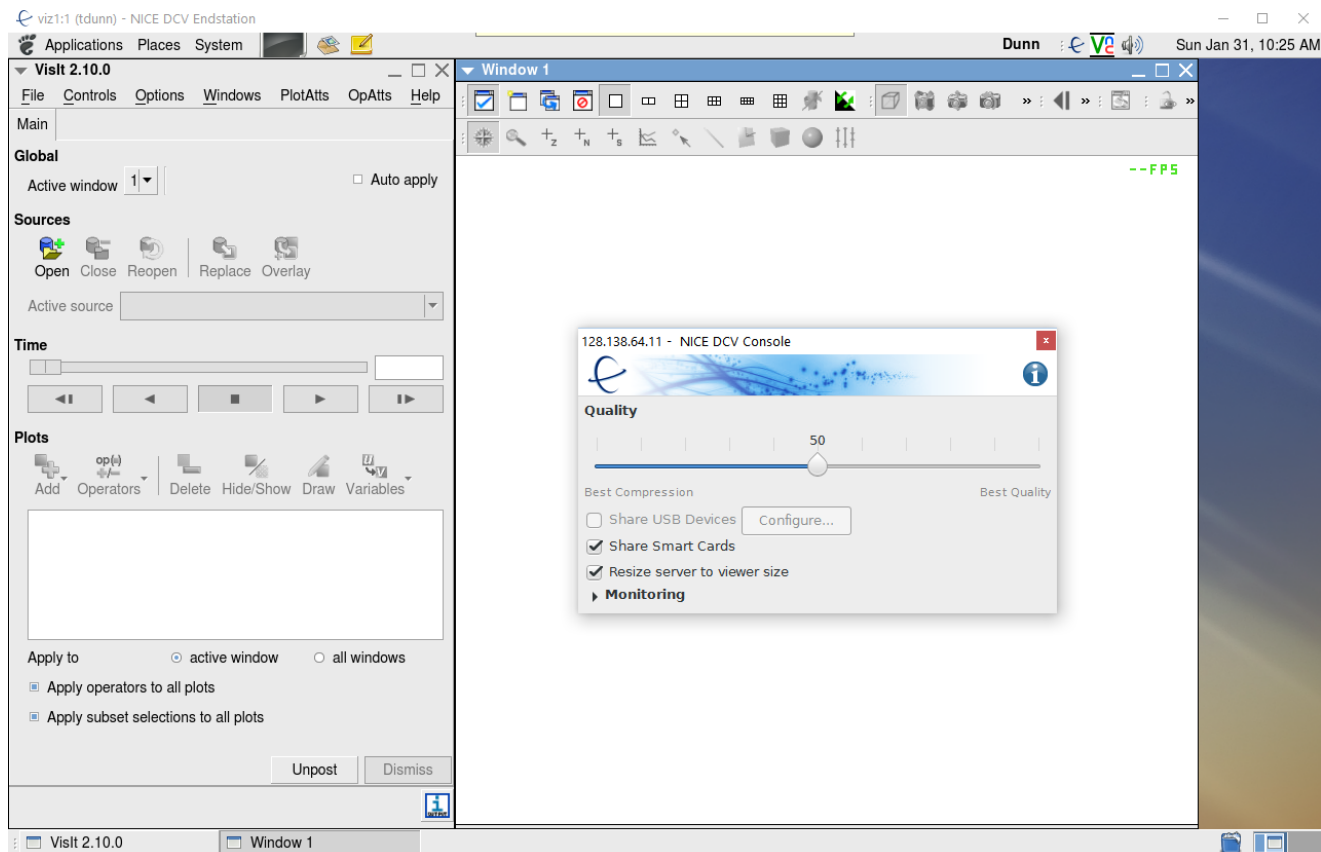 viz1:1 (tdunn) - NICE DCV Endstation
Applications Places System
Dunn
Sun Jan 31, 10:25 AM
VisIt 2.10.0
File Controls Options Windows PlotAtts OpAtts Help
Main
Global
Active window 1
Auto apply
Sources
Open Close Reopen Replace Overlay
Active source
Time
Plots
op(=)
+/-
Add Operators Delete Hide/Show Draw Variables
Apply to active window all windows
Apply operators to all plots
Apply subset selections to all plots
Unpost Dismiss
Window 1
» » »
+z +N +s
--FPS
128.138.64.11 - NICE DCV Console
Quality
50
Best Compression Best Quality
Share USB Devices Configure...
Share Smart Cards
Resize server to viewer size
Monitoring
VisIt 2.10.0 Window 1